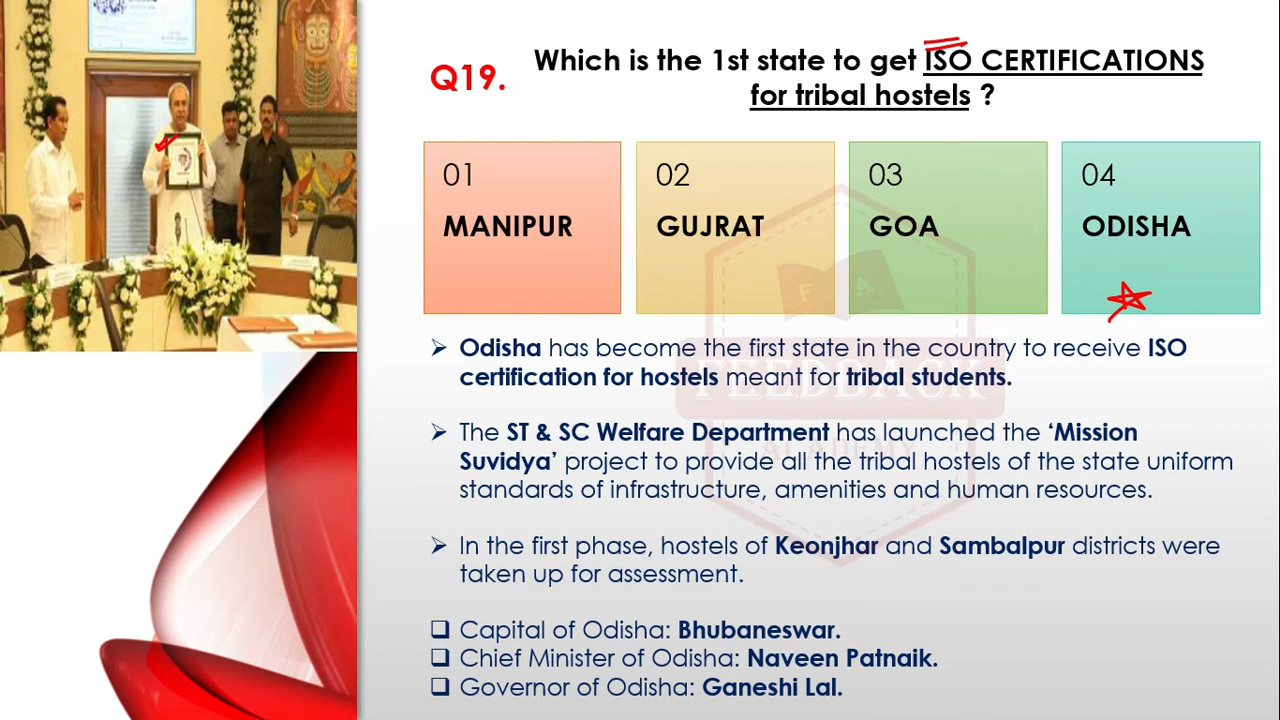 Q19.
Which is the 1st state to get ISO CERTIFICATIONS
for tribal hostels ?
01
MANIPUR
02
GUJRAT
03
GOA
04
ODISHA
F A
FEEDBACK
ACADEMY
➢ Odisha has become the first state in the country to receive ISO
certification for hostels meant for tribal students.
➢ The ST & SC Welfare Department has launched the ‘Mission
Suvidya’ project to provide all the tribal hostels of the state uniform
standards of infrastructure, amenities and human resources.
➢ In the first phase, hostels of Keonjhar and Sambalpur districts were
taken up for assessment.
❑ Capital of Odisha: Bhubaneswar.
❑ Chief Minister of Odisha: Naveen Patnaik.
❑ Governor of Odisha: Ganeshi Lal.